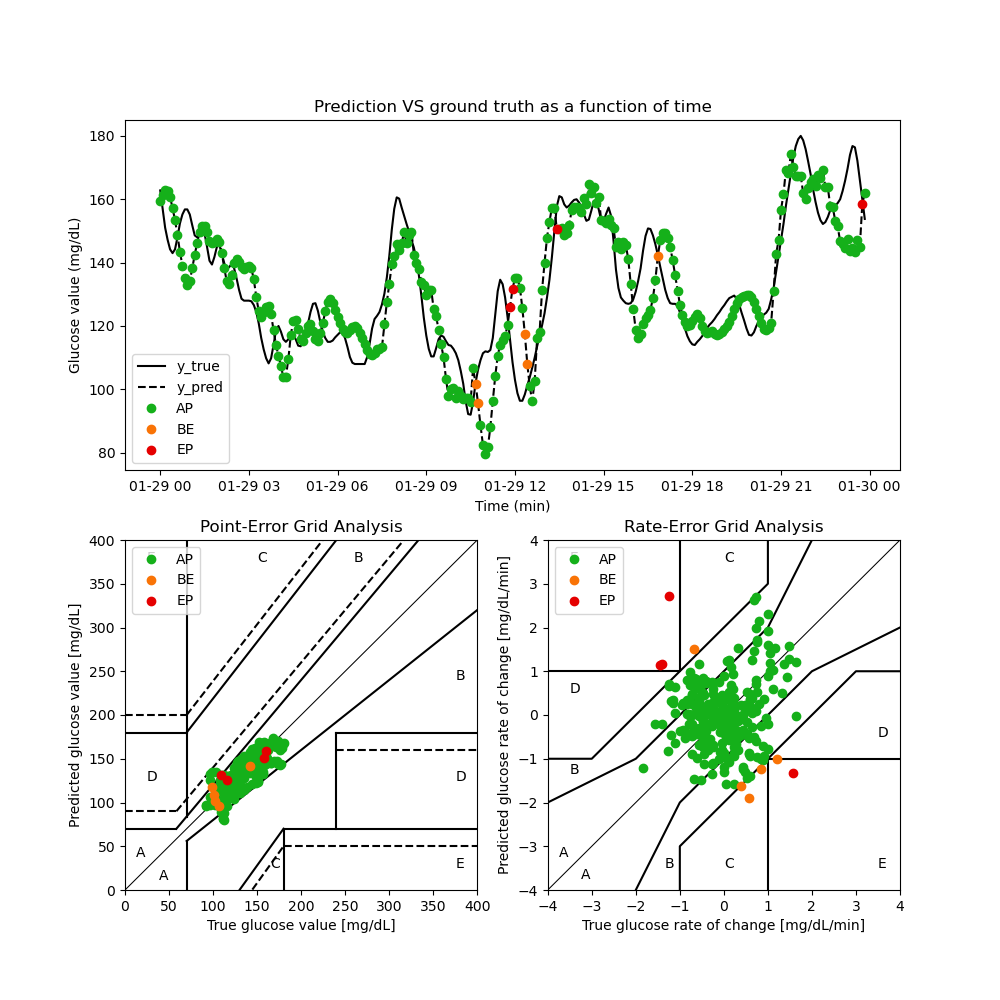 Prediction VS ground truth as a function of time
Glucose value (mg/dL)
180
160
140
120
100
80
y_true
y_pred
AP
BE
EP
01-29 00 01-29 03 01-29 06 01-29 09 01-29 12 01-29 15 01-29 18 01-29 21 01-30 00
Time (min)
Point-Error Grid Analysis
Predicted glucose value [mg/dL]
400
350
300
250
200
150
100
50
0
AP
BE
EP
C
B
B
D
D
A
A
C
E
0 50 100 150 200 250 300 350 400
True glucose value [mg/dL]
Rate-Error Grid Analysis
Predicted glucose rate of change [mg/dL/min]
4
3
2
1
0
−1
−2
−3
−4
AP
BE
EP
C
D
D
B
A
A
B
C
E
−4 −3 −2 −1 0 1 2 3 4
True glucose rate of change [mg/dL/min]